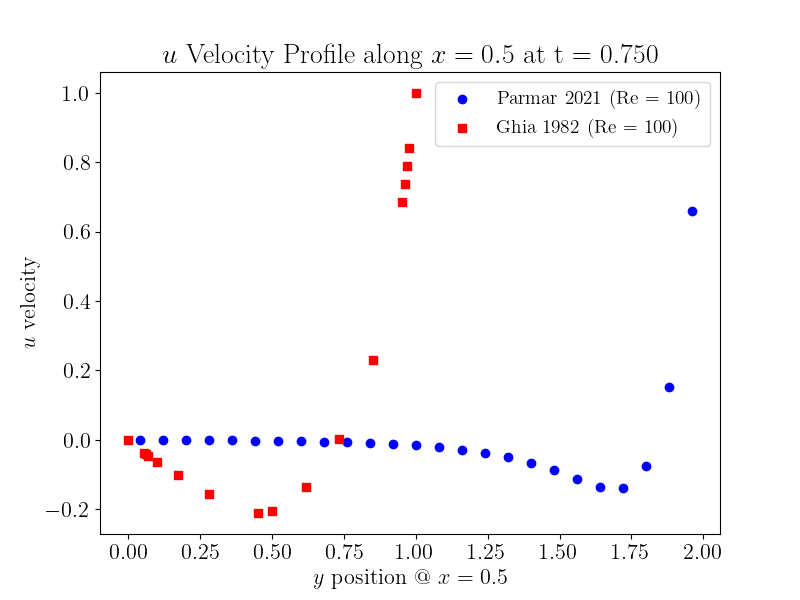 u Velocity Profile along x = 0.5 at t = 0.750
Parmar 2021 (Re = 100)
Ghia 1982 (Re = 100)
1.0
0.8
0.6
0.4
0.2
0.0
−0.2
u velocity
0.00 0.25 0.50 0.75 1.00 1.25 1.50 1.75 2.00
y position @ x = 0.5